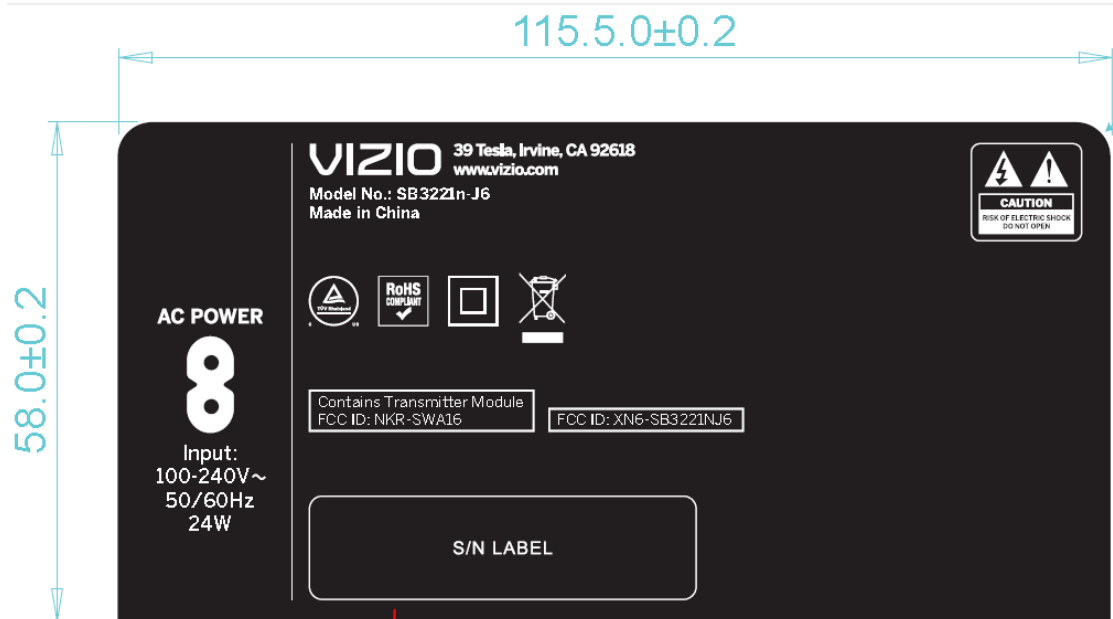 115.5.0±0.2
58.0±0.2
VIZIO
39 Tesla, Irvine, CA 92618
www.vizio.com
Model No.: SB3221n-J6
Made in China
CAUTION
RISK OF ELECTRIC SHOCK
DO NOT OPEN
TÜV Rheinland
RoHS
COMPLIANT
AC POWER
Input:
100-240V~
50/60Hz
24W
Contains Transmitter Module
FCC ID: NKR-SWA16
FCC ID: XN6-SB3221NJ6
S/N LABEL